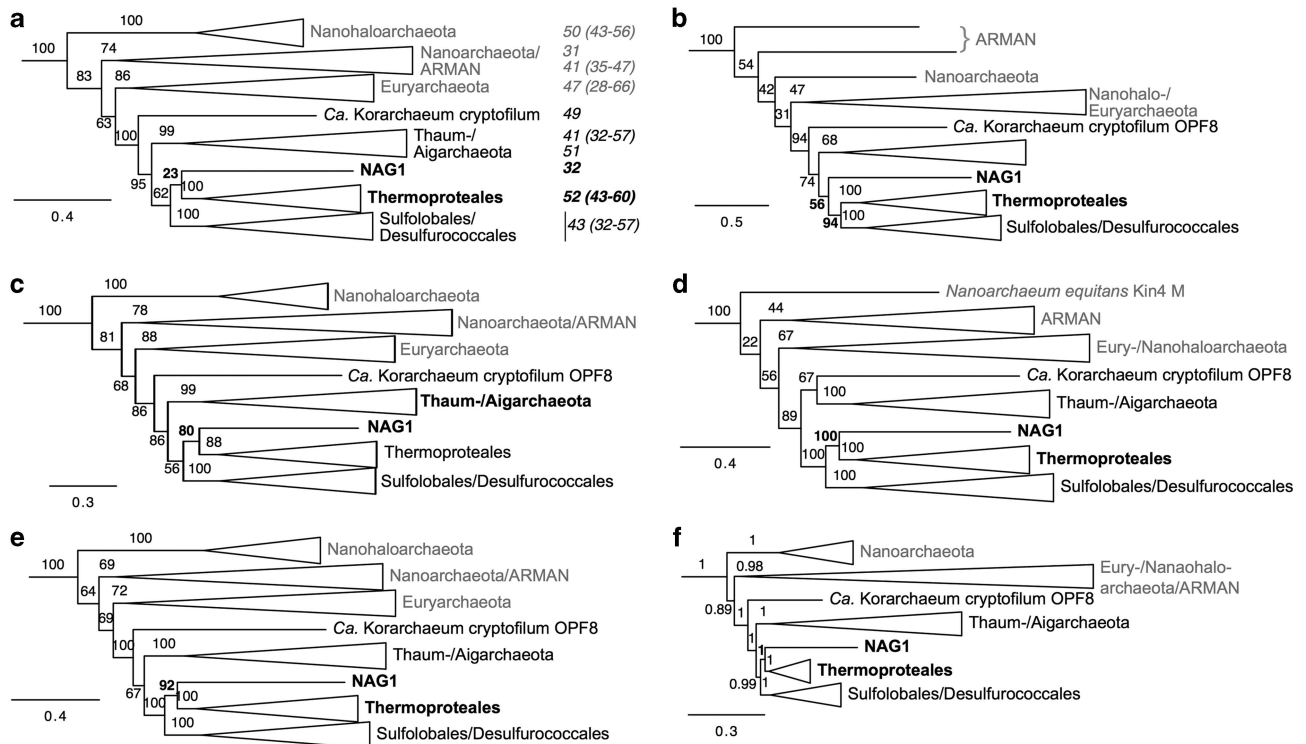 a
100
Nanohaloarchaeota
50 (43-56)
100
74
Nanoarchaeota/
ARMAN
31
41 (35-47)
83
86
Euryarchaeota
47 (28-66)
63
Ca. Korarchaeum cryptofilum
49
100
99
Thaum-/
Aigarchaeota
41 (32-57)
51
95
23
NAG1
32
62
100
Thermoproteales
52 (43-60)
100
Sulfolobales/
Desulfurococcales
43 (32-57)
0.4
b
100
ARMAN
54
Nanoarchaeota
42
47
Nanohalo-/
Euryarchaeota
31
Ca. Korarchaeum cryptofilum OPF8
94
68
74
NAG1
56
100
Thermoproteales
94
100
Sulfolobales/Desulfurococcales
0.5
c
100
Nanohaloarchaeota
100
78
Nanoarchaeota/ARMAN
81
88
Euryarchaeota
68
Ca. Korarchaeum cryptofilum OPF8
86
99
Thaum-/Aigarchaeota
86
80
NAG1
88
Thermoproteales
56
100
Sulfolobales/Desulfurococcales
0.3
d
Nanoarchaeum equitans Kin4 M
100
44
ARMAN
22
67
Eury-/Nanohaloarchaeota
56
67
Ca. Korarchaeum cryptofilum OPF8
100
Thaum-/Aigarchaeota
89
100
NAG1
100
100
Thermoproteales
100
Sulfolobales/Desulfurococcales
0.4
e
100
Nanohaloarchaeota
100
69
Nanoarchaeota/ARMAN
64
72
Euryarchaeota
69
Ca. Korarchaeum cryptofilum OPF8
100
100
Thaum-/Aigarchaeota
67
92
NAG1
100
100
Thermoproteales
100
Sulfolobales/Desulfurococcales
0.4
f
1
Nanoarchaeota
1
0.98
Eury-/Nanaohalo-
archaeota/ARMAN
0.89
Ca. Korarchaeum cryptofilum OPF8
1
1
Thaum-/Aigarchaeota
1
1
NAG1
1
Thermoproteales
0.99
1
Sulfolobales/Desulfurococcales
0.3